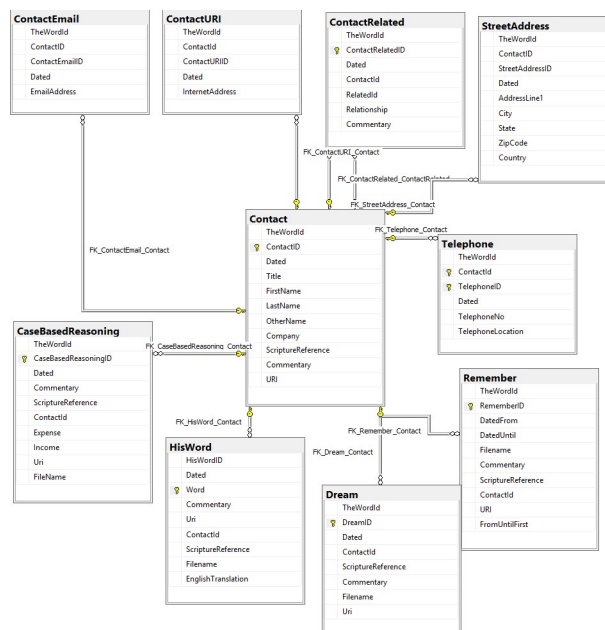 ContactEmail
TheWordId
ContactID
ContactEmailID
Dated
EmailAddress
ContactURI
TheWordId
ContactId
ContactURIID
Dated
InternetAddress
ContactRelated
TheWordId
ContactRelatedID
Dated
ContactId
RelatedId
Relationship
Commentary
StreetAddress
TheWordId
ContactID
StreetAddressID
Dated
AddressLine1
City
State
ZipCode
Country
FK_ContactURI_Contact
FK_ContactRelated_ContactRelated
FK_StreetAddress_Contact
FK_Telephone_Contact
FK_ContactEmail_Contact
Contact
TheWordId
ContactID
Dated
Title
FirstName
LastName
OtherName
Company
ScriptureReference
Commentary
URI
Telephone
TheWordId
ContactId
TelephoneID
Dated
TelephoneNo
TelephoneLocation
CaseBasedReasoning
TheWordId
CaseBasedReasoningID
Dated
Commentary
ScriptureReference
ContactId
Expense
Income
Uri
FileName
FK_CaseBasedReasoning_Contact
FK_HisWord_Contact
FK_Remember_Contact
FK_Dream_Contact
Remember
TheWordId
RememberID
DatedFrom
DatedUntil
Filename
Commentary
ScriptureReference
ContactId
URI
FromUntilFirst
HisWord
HisWordID
Dated
Word
Commentary
Uri
ContactId
ScriptureReference
Filename
EnglishTranslation
Dream
TheWordId
DreamID
Dated
ContactId
ScriptureReference
Commentary
Filename
Uri